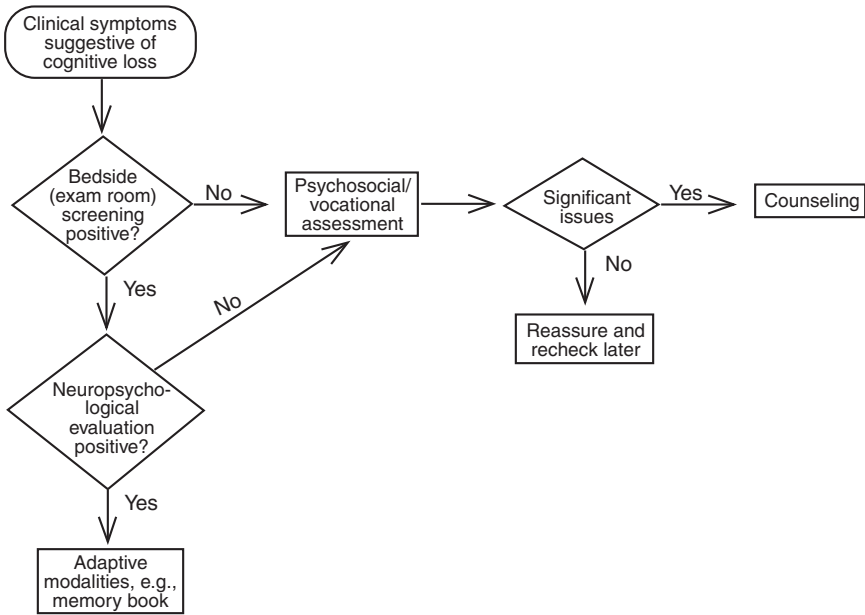 Clinical symptoms
suggestive of
cognitive loss
Bedside
(exam room)
screening
positive?
No
Psychosocial/
vocational
assessment
Significant
issues
Yes
Counseling
No
Reassure and
recheck later
Yes
No
Neuropsycho-
logical
evaluation
positive?
Yes
Adaptive
modalities, e.g.,
memory book